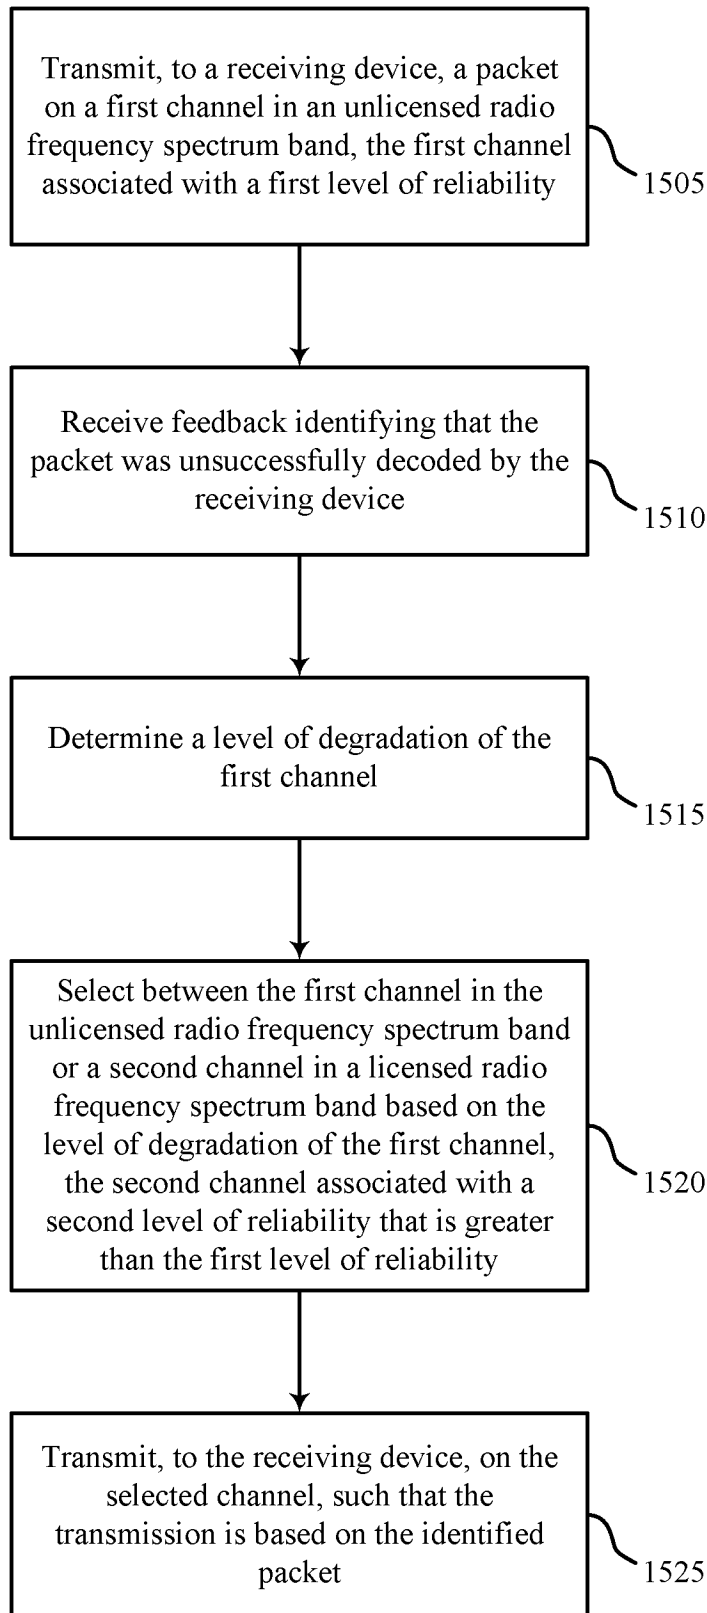 Transmit, to a receiving device, a packet
on a first channel in an unlicensed radio
frequency spectrum band, the first channel
associated with a first level of reliability
1505
Receive feedback identifying that the
packet was unsuccessfully decoded by the
receiving device
1510
Determine a level of degradation of the
first channel
1515
Select between the first channel in the
unlicensed radio frequency spectrum band
or a second channel in a licensed radio
frequency spectrum band based on the
level of degradation of the first channel,
the second channel associated with a
second level of reliability that is greater
than the first level of reliability
1520
Transmit, to the receiving device, on the
selected channel, such that the
transmission is based on the identified
packet
1525